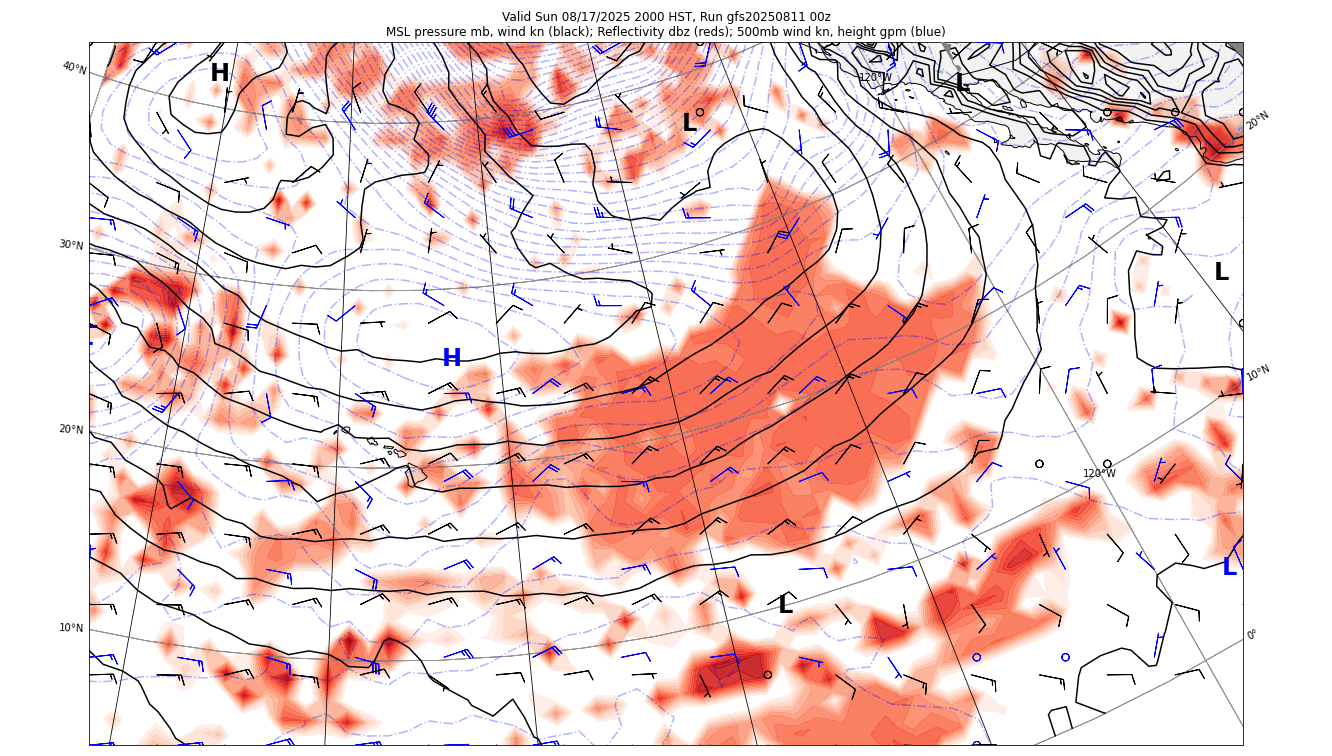 Valid Sun 08/17/2025 2000 HST, Run gfs20250811 00z
MSL pressure mb, wind kn (black); Reflectivity dbz (reds); 500mb wind kn, height gpm (blue)
40°N
H
120°W
L
L
20°N
30°N
L
H
10°N
20°N
120°W
L
L
10°N
0°